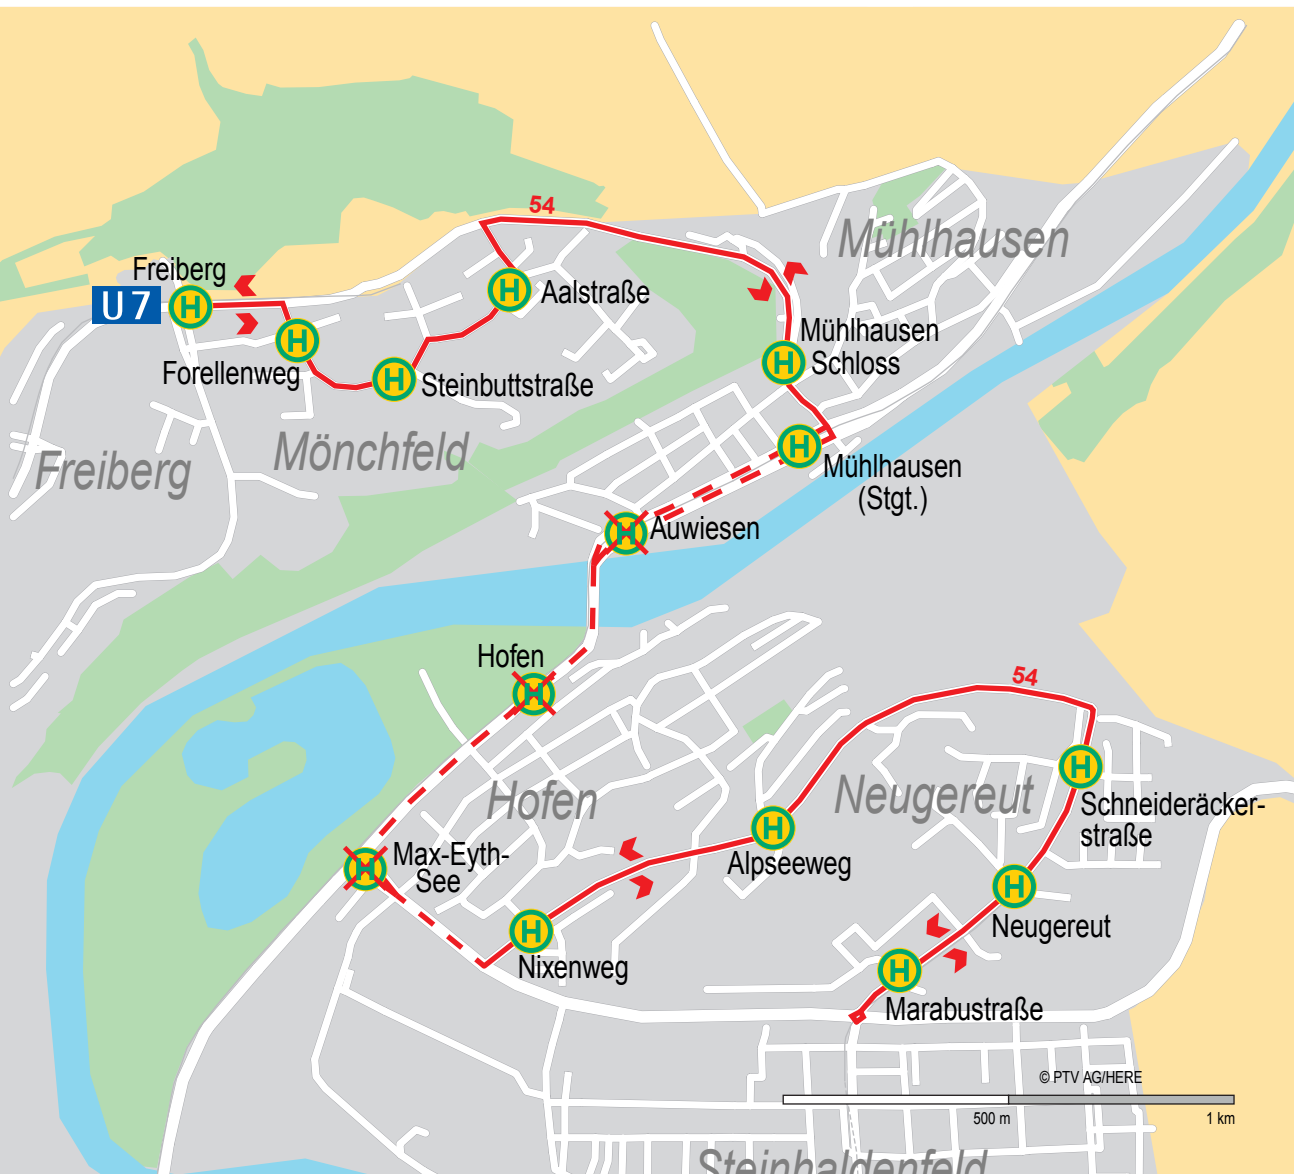 54
Mühlhausen
Freiberg
U7
H
H
Aalstraße
H
Forellenweg
H
Steinbuttstraße
Mühlhausen
H
Schloss
Mönchfeld
Freiberg
H
Mühlhausen
(Stgt.)
H
Auwiesen
Hofen
H
54
Hofen
Neugereut
H
Schneideräcker-
straße
H
Alpseeweg
H
Max-Eyth-
See
H
Neugereut
H
Nixenweg
H
Marabustraße
© PTV AG/HERE
500 m
1 km
Steinhaldenfeld